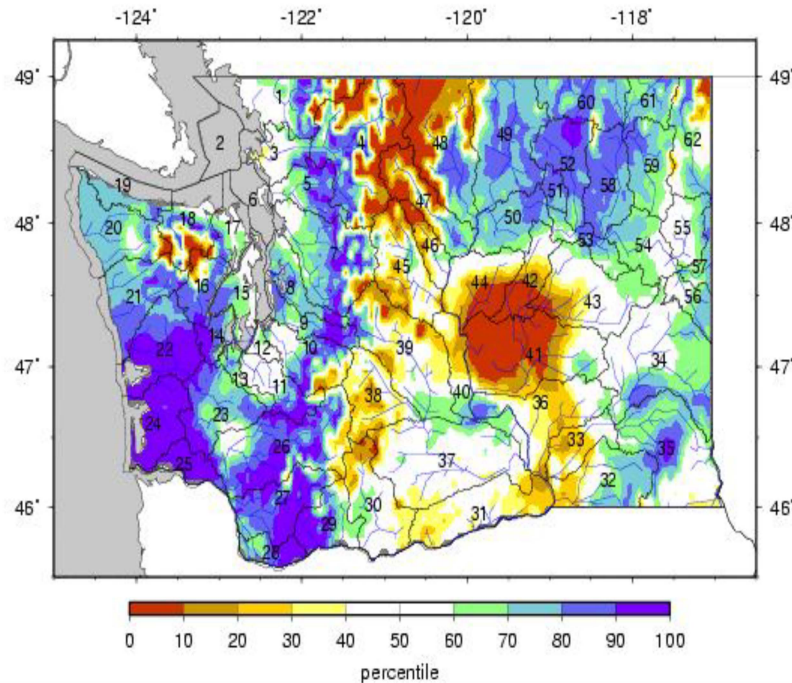 -124° -122° -120° -118°
49° 49°
48° 48°
47° 47°
46° 46°
1 2 3 4 48 49 60 61 62
5 6 47 52 51 58 59
19 20 18 17 50 46 53 54 55
21 16 15 8 45 44 42 43 57 56
22 14 12 9 10 39 41 34
13 11 38 40 36
24 23 25 26 37 33 35 32
27 28 29 30 31
0 10 20 30 40 50 60 70 80 90 100
percentile